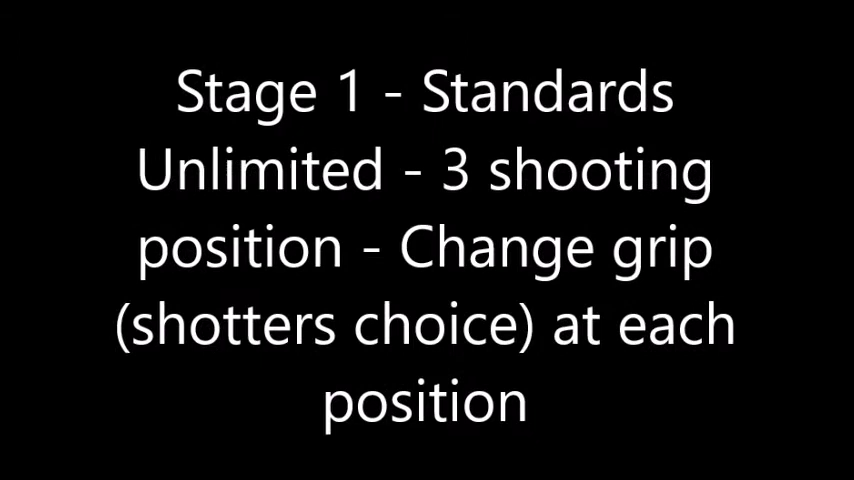 Stage 1 - Standards
Unlimited - 3 shooting
position - Change grip
(shotters choice) at each
position